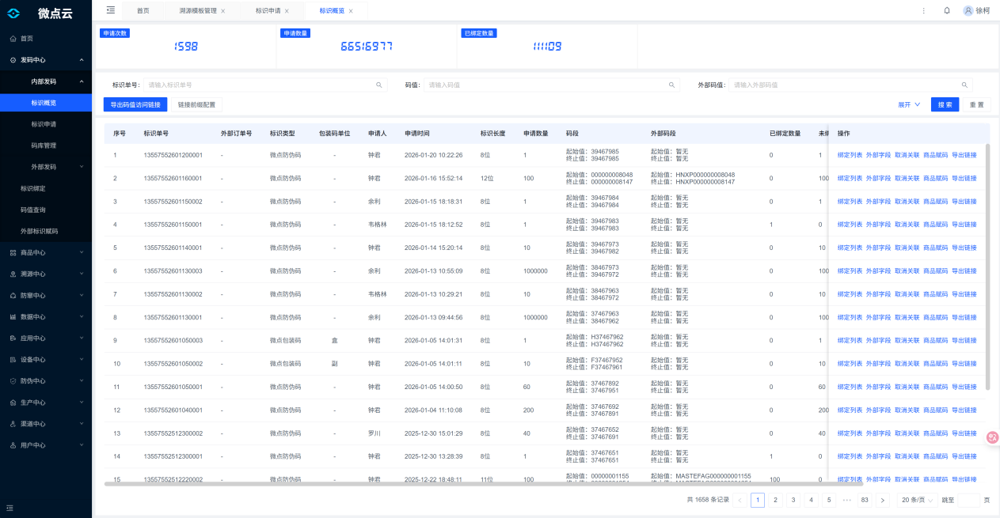 微点云
首页
溯源模板管理
标识申请
标识概览
徐柯
首页
发码中心
内部发码
标识概览
标识申请
码库管理
外部发码
标识绑定
码值查询
外部标识赋码
商品中心
溯源中心
防窜中心
数据中心
应用中心
设备中心
防伪中心
生产中心
渠道中心
用户中心
申请次数
1598
申请数量
66516977
已绑定数量
111109
标识单号: 请输入标识单号
码值: 请输入码值
外部码值: 请输入外部码值
导出码值访问链接 链接前缀配置
展开 搜 索 重 置
序号 标识单号 外部订单号 标识类型 包装码单位 申请人 申请时间 标识长度 申请数量 码段 外部码段 已绑定数量 未绑 操作
1 13557552601200001 - 微点防伪码 - 钟君 2026-01-20 10:22:26 8位 1 起始值: 39467985 终止值: 39467985 起始值: 暂无 终止值: 暂无 0 1 绑定列表 外部字段 取消关联 商品赋码 导出链接
2 13557552601160001 - 微点防伪码 - 钟君 2026-01-16 15:52:14 12位 100 起始值: 000000008048 终止值: 000000008147 起始值: HNXP000000008048 终止值: HNXP000000008147 0 100 绑定列表 外部字段 取消关联 商品赋码 导出链接
3 13557552601150002 - 微点防伪码 - 余利 2026-01-15 18:18:31 8位 1 起始值: 39467984 终止值: 39467984 起始值: 暂无 终止值: 暂无 0 1 绑定列表 外部字段 取消关联 商品赋码 导出链接
4 13557552601150001 - 微点防伪码 - 韦格林 2026-01-15 18:12:52 8位 1 起始值: 39467983 终止值: 39467983 起始值: 暂无 终止值: 暂无 1 0 绑定列表 外部字段 取消关联 商品赋码 导出链接
5 13557552601140001 - 微点防伪码 - 钟君 2026-01-14 15:20:14 8位 10 起始值: 39467973 终止值: 39467982 起始值: 暂无 终止值: 暂无 0 10 绑定列表 外部字段 取消关联 商品赋码 导出链接
6 13557552601130003 - 微点防伪码 - 余利 2026-01-13 10:55:09 8位 1000000 起始值: 38467973 终止值: 39467972 起始值: 暂无 终止值: 暂无 0 100 绑定列表 外部字段 取消关联 商品赋码 导出链接
7 13557552601130002 - 微点防伪码 - 韦格林 2026-01-13 10:29:21 8位 10 起始值: 38467963 终止值: 38467972 起始值: 暂无 终止值: 暂无 0 10 绑定列表 外部字段 取消关联 商品赋码 导出链接
8 13557552601130001 - 微点防伪码 - 余利 2026-01-13 09:44:56 8位 1000000 起始值: 37467963 终止值: 38467962 起始值: 暂无 终止值: 暂无 0 100 绑定列表 外部字段 取消关联 商品赋码 导出链接
9 13557552601050003 - 微点包装码 盒 钟君 2026-01-05 14:01:31 8位 1 起始值: H37467962 终止值: H37467962 起始值: 暂无 终止值: 暂无 0 1 绑定列表 外部字段 取消关联 商品赋码 导出链接
10 13557552601050002 - 微点包装码 副 钟君 2026-01-05 14:01:11 8位 10 起始值: F37467952 终止值: F37467961 起始值: 暂无 终止值: 暂无 0 10 绑定列表 外部字段 取消关联 商品赋码 导出链接
11 13557552601050001 - 微点防伪码 - 钟君 2026-01-05 14:00:50 8位 60 起始值: 37467892 终止值: 37467951 起始值: 暂无 终止值: 暂无 0 60 绑定列表 外部字段 取消关联 商品赋码 导出链接
12 13557552601040001 - 微点防伪码 - 钟君 2026-01-04 11:10:08 8位 200 起始值: 37467692 终止值: 37467891 起始值: 暂无 终止值: 暂无 0 200 绑定列表 外部字段 取消关联 商品赋码 导出链接
13 13557552512300002 - 微点防伪码 - 罗川 2025-12-30 15:01:29 8位 40 起始值: 37467652 终止值: 37467691 起始值: 暂无 终止值: 暂无 0 40 绑定列表 外部字段 取消关联 商品赋码 导出链接
14 13557552512300001 - 微点防伪码 - 钟君 2025-12-30 13:28:39 8位 1 起始值: 37467651 终止值: 37467651 起始值: 暂无 终止值: 暂无 1 0 绑定列表 外部字段 取消关联 商品赋码 导出链接
15 13557552512220002 - 微点防伪码 - 钟君 2025-12-22 18:48:11 11位 100 起始值: 00000001155 起始值: MASTEFAG000000001155 100 0 绑定列表 外部字段 取消关联 商品赋码 导出链接
共 1658 条记录 < 1 2 3 4 5 ••• 83 > 20 条/页 跳至 页